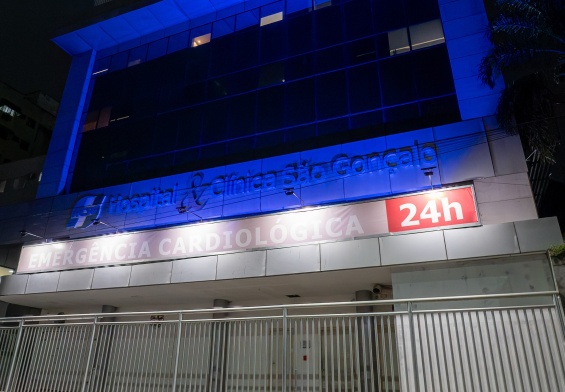 Hospital & Clínica São Gonçalo
EMERGÊNCIA CARDIOLÓGICA 24h